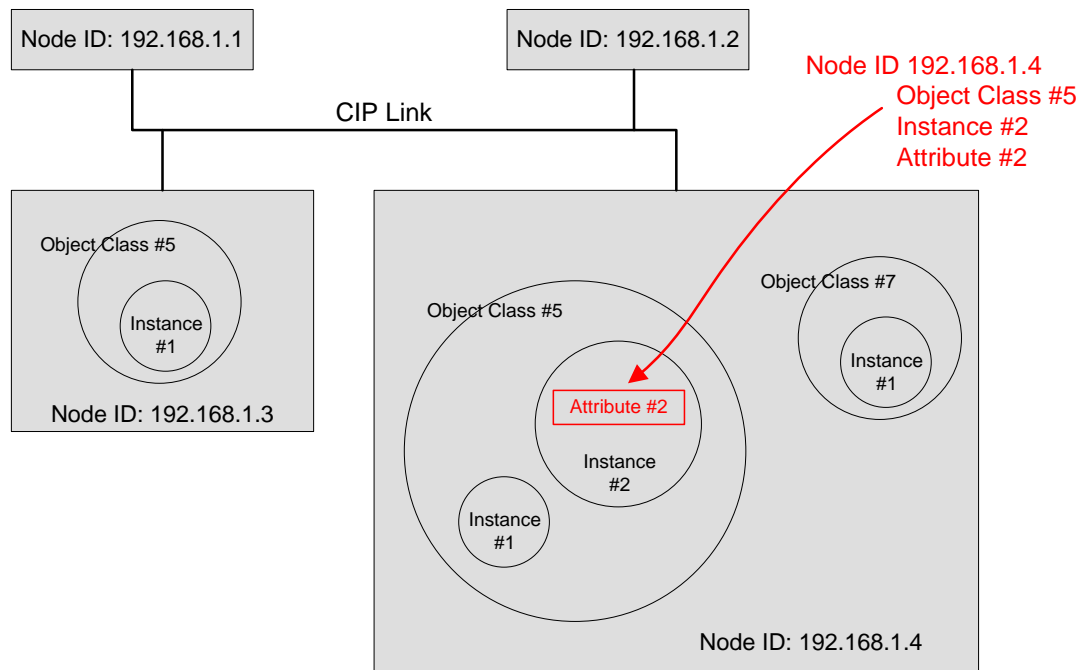 Node ID: 192.168.1.1
Node ID: 192.168.1.2
Node ID 192.168.1.4
Object Class #5
Instance #2
Attribute #2
CIP Link
Object Class #5
Instance
#1
Node ID: 192.168.1.3
Object Class #5
Attribute #2
Instance
#2
Instance
#1
Object Class #7
Instance
#1
Node ID: 192.168.1.4